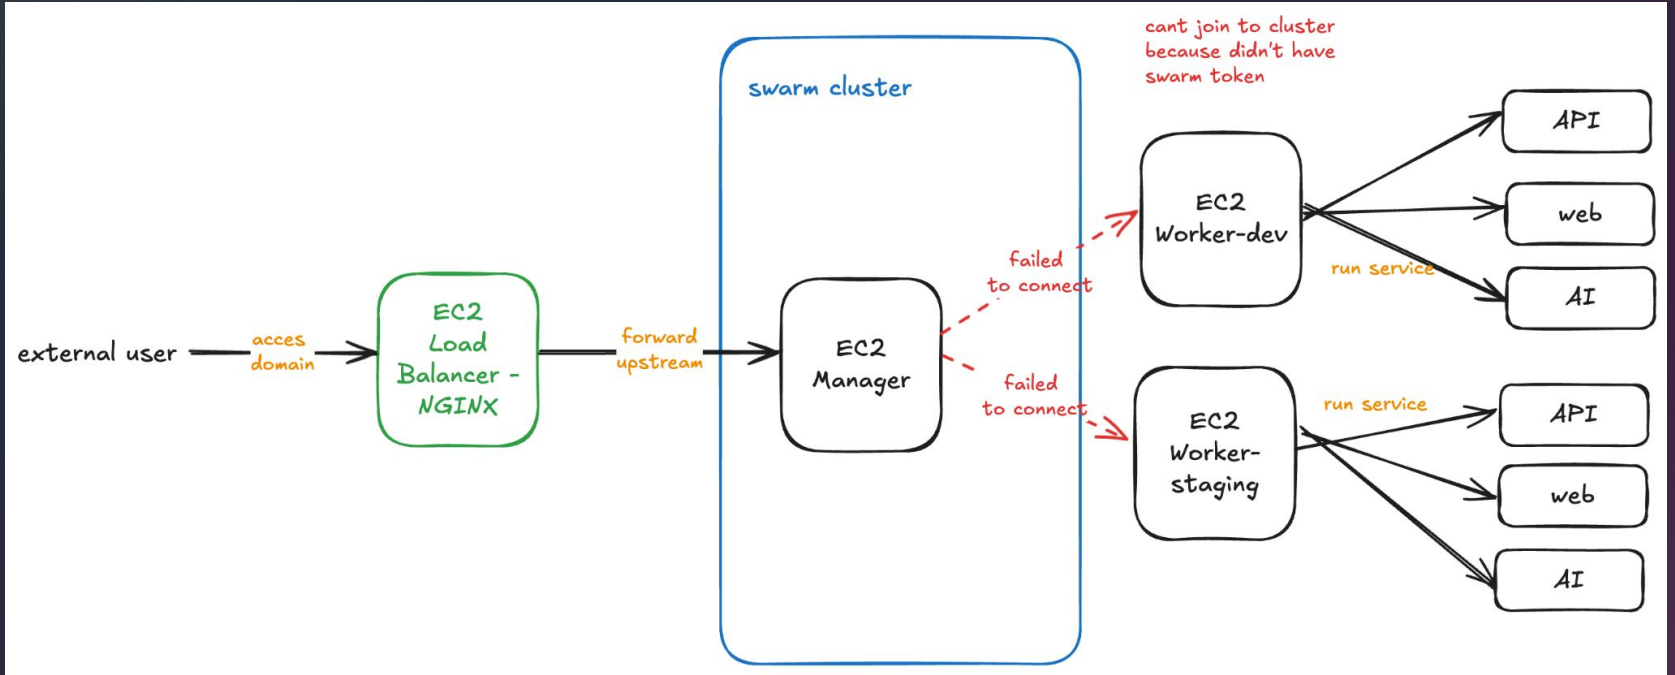 cant join to cluster
because didn't have
swarm token
swarm cluster
API
EC2
Worker-dev
web
failed
to connect
run service
AI
external user
acces
domain
EC2
Load
Balancer -
NGINX
forward
upstream
EC2
Manager
failed
to connect
EC2
Worker-
staging
run service
API
web
AI